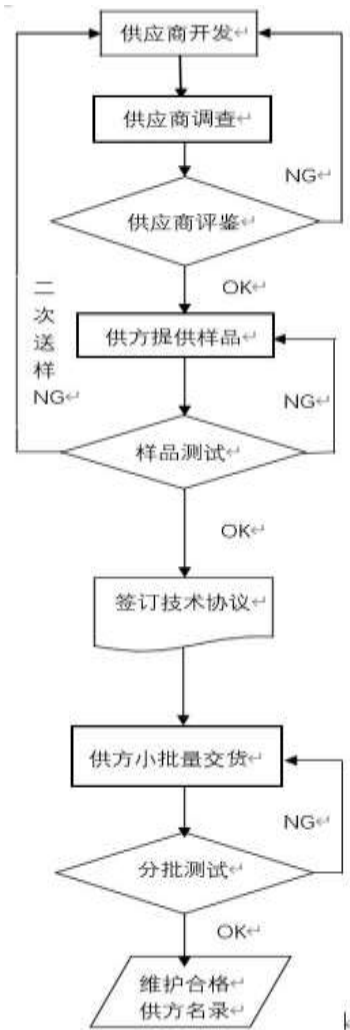 供应商开发
供应商调查
NG
供应商评鉴
OK
二
次
送
样
NG
供方提供样品
NG
样品测试
OK
签订技术协议
供方小批量交货
NG
分批测试
OK
维护合格
供方名录